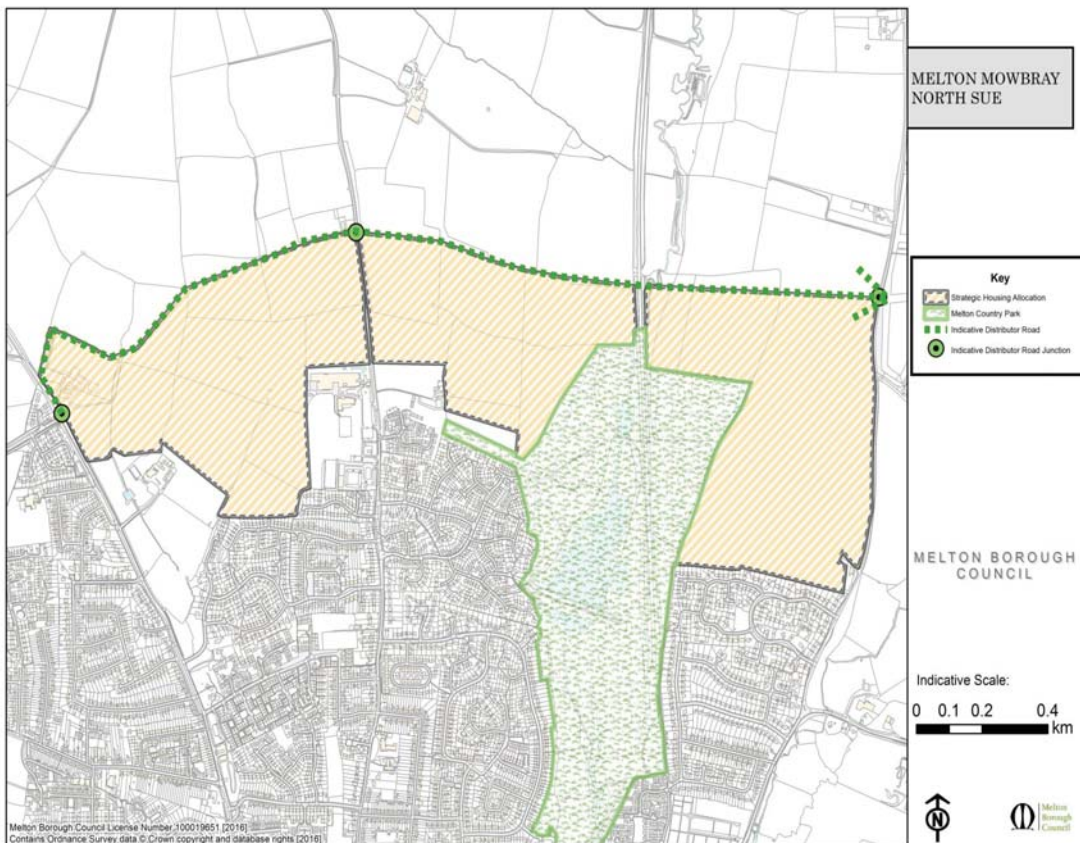 MELTON MOWBRAY
NORTH SUE
Key
Strategic Housing Allocation
Melton Country Park
Indicative Distributor Road
Indicative Distributor Road Junction
MELTON BOROUGH
COUNCIL
Indicative Scale:
0 0.1 0.2 0.4
km
N
Melton
Borough
Council
Melton Borough Council License Number 100019651 [2016]
Contains Ordnance Survey data © Crown copyright and database rights [2016]